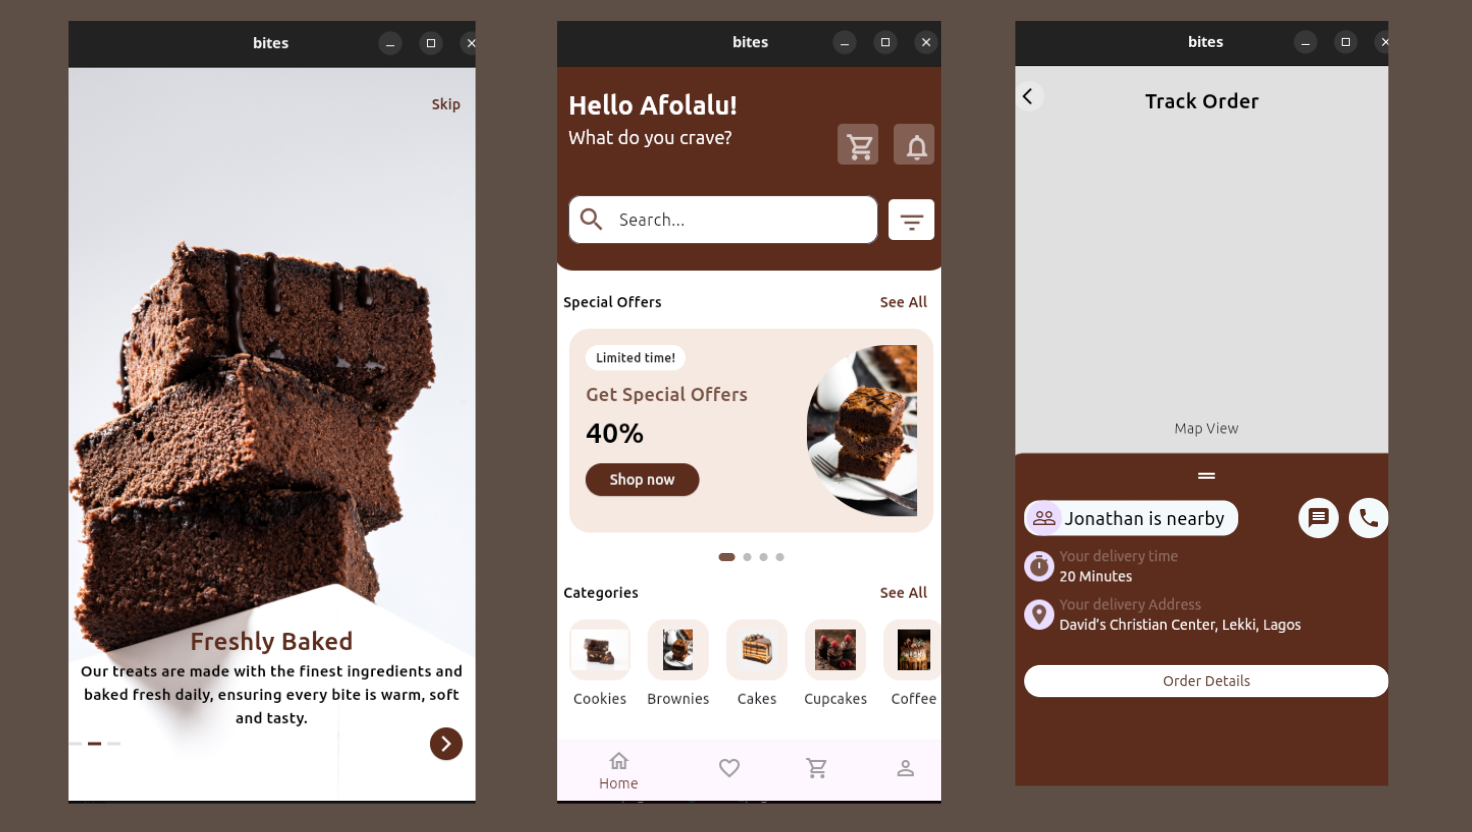 bites
Skip
Freshly Baked
Our treats are made with the finest ingredients and
baked fresh daily, ensuring every bite is warm, soft
and tasty.
bites
Hello Afolalu!
What do you crave?
Search...
Special Offers
See All
Limited time!
Get Special Offers
40%
Shop now
Categories
See All
Cookies
Brownies
Cakes
Cupcakes
Coffee
Home
bites
Track Order
Map View
Jonathan is nearby
Your delivery time
20 Minutes
Your delivery Address
David's Christian Center, Lekki, Lagos
Order Details